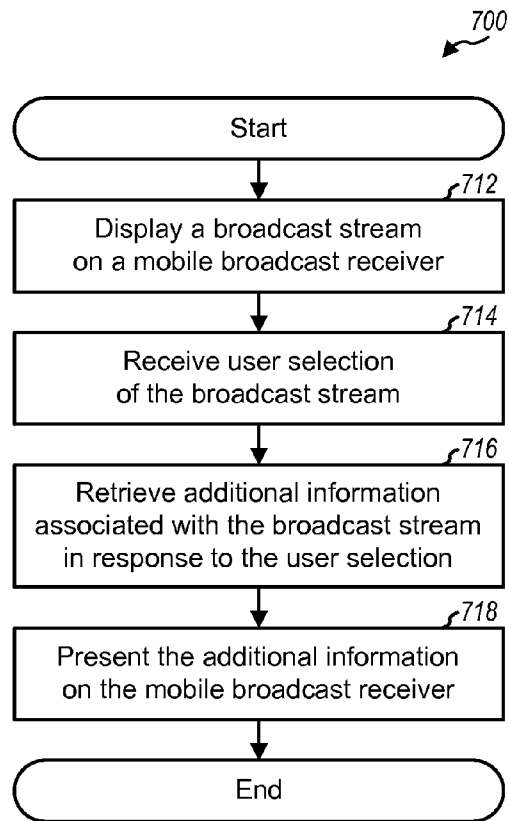 700
Start
712
Display a broadcast stream
on a mobile broadcast receiver
714
Receive user selection
of the broadcast stream
716
Retrieve additional information
associated with the broadcast stream
in response to the user selection
718
Present the additional information
on the mobile broadcast receiver
End